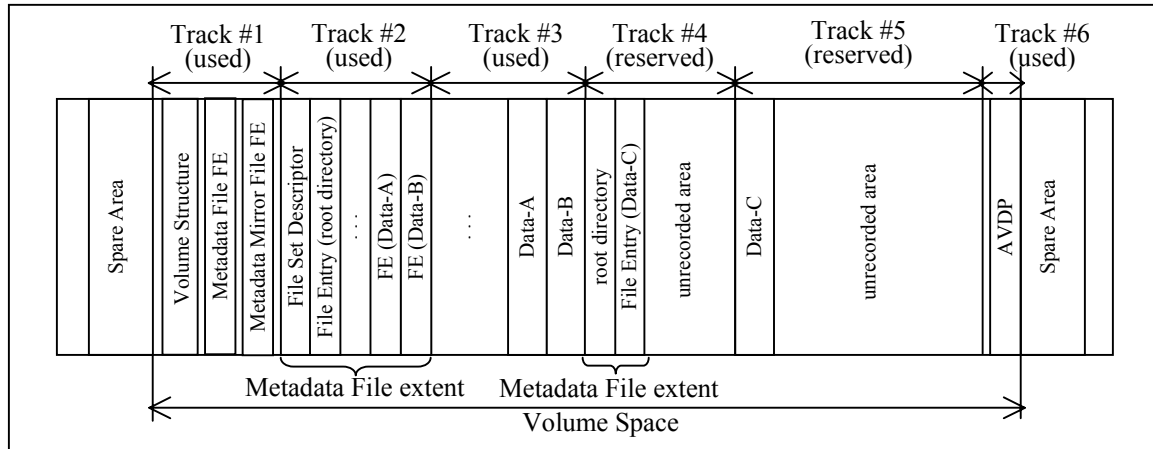 Track #1
(used)
Track #2
(used)
Track #3
(used)
Track #4
(reserved)
Track #5
(reserved)
Track #6
(used)
Spare Area
Volume Structure
Metadata File FE
Metadata Mirror File FE
File Set Descriptor
File Entry (root directory)
. . .
FE (Data-A)
FE (Data-B)
. . .
Data-A
Data-B
root directory
File Entry (Data-C)
unrecorded area
Data-C
unrecorded area
AVDP
Spare Area
Metadata File extent
Metadata File extent
Volume Space